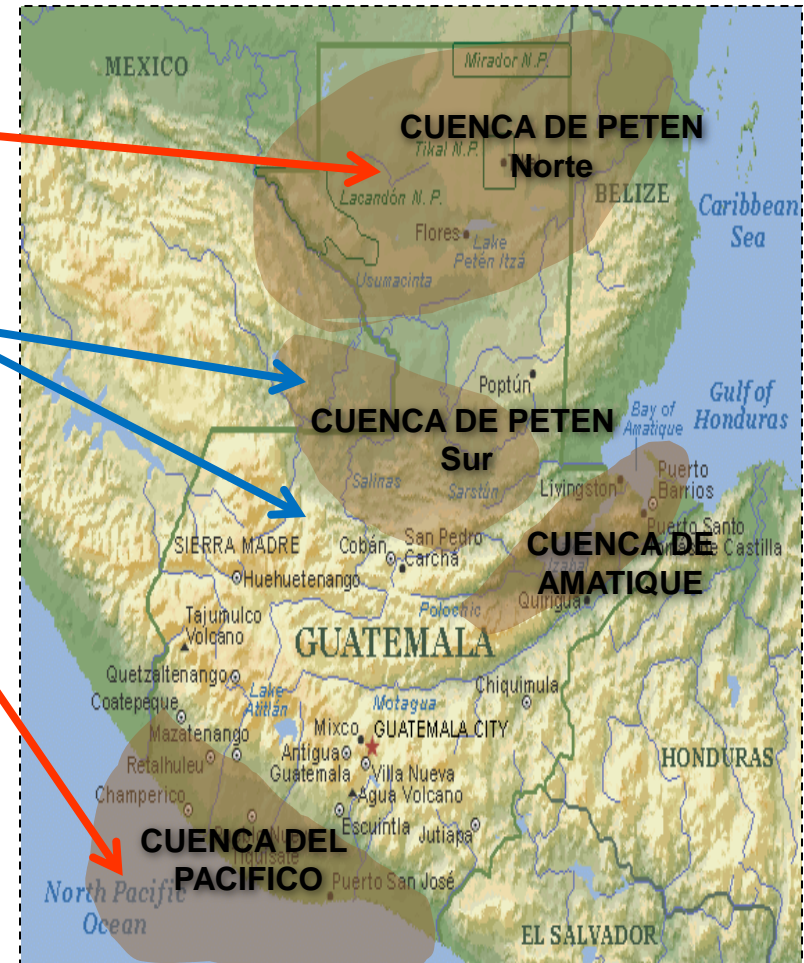 MEXICO
Mirador N.P.
CUENCA DE PETEN
Norte
Tikal N.P.
Lacandón N. P.
BELIZE
Caribbean
Sea
Flores
Lake
Petén Itzá
Usumacinta
Poptún
Gulf of
Honduras
Bay of
Amatique
CUENCA DE PETEN
Sur
Salinas
Sarstún
Livingston
Puerto
Barrios
Puerto Santo
de Castilla
SIERRA MADRE
Cobán
San Pedro
Carchá
CUENCA DE
AMATIQUE
Izabal
Huehuetenango
Quiriguá
Polochic
Tajumulco
Volcano
GUATEMALA
Quetzaltenango
Coatepeque
Lake
Atitlán
Motagua
Chiquimula
Mazatenango
Mixco
GUATEMALA CITY
Retalhuleu
Antigua
Guatemala
Villa Nueva
HONDURAS
Champerico
Agua Volcano
Escuintla
Jutiapa
Tiquisate
CUENCA DEL
PACIFICO
Puerto San José
North Pacific
Ocean
EL SALVADOR